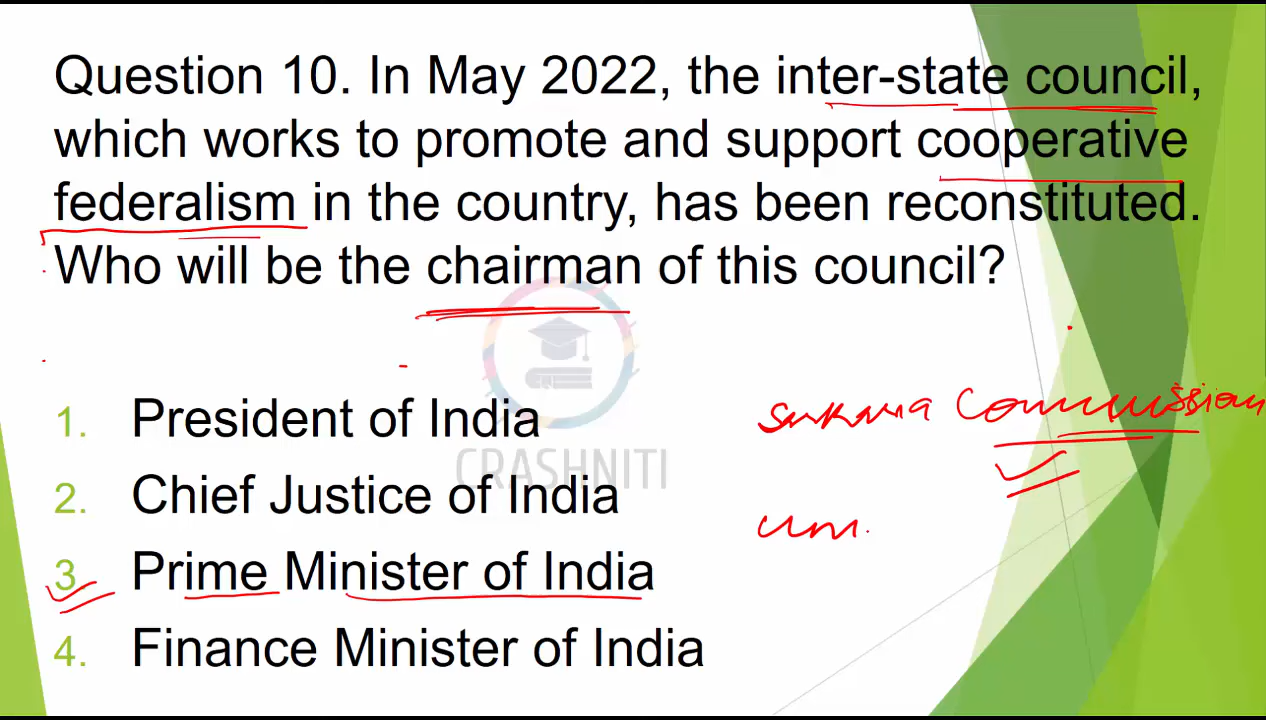 Question 10. In May 2022, the inter-state council,
which works to promote and support cooperative
federalism in the country, has been reconstituted.
Who will be the chairman of this council?
1. President of India
Commission
CRASHNITI
2. Chief Justice of India
3. Prime Minister of India
4. Finance Minister of India